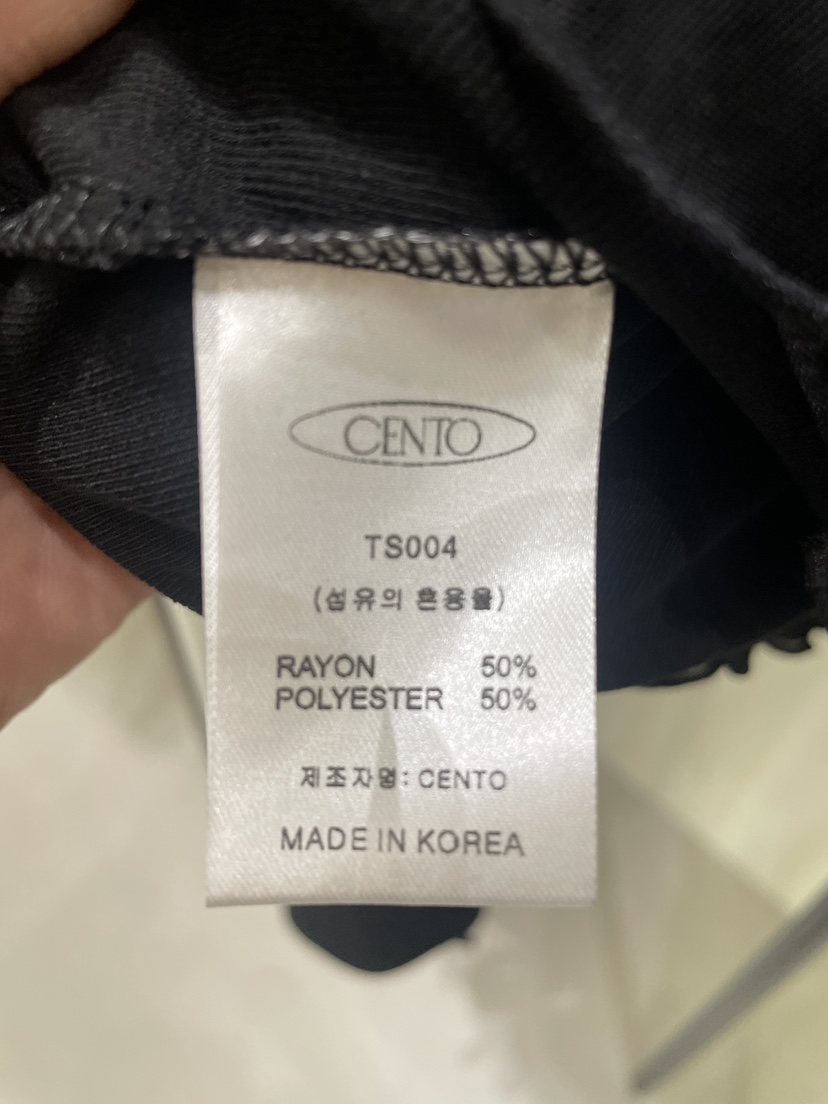 CENTO
TS004
(섬유의 혼용율)
RAYON 50%
POLYESTER 50%
제조자명: CENTO
MADE IN KOREA